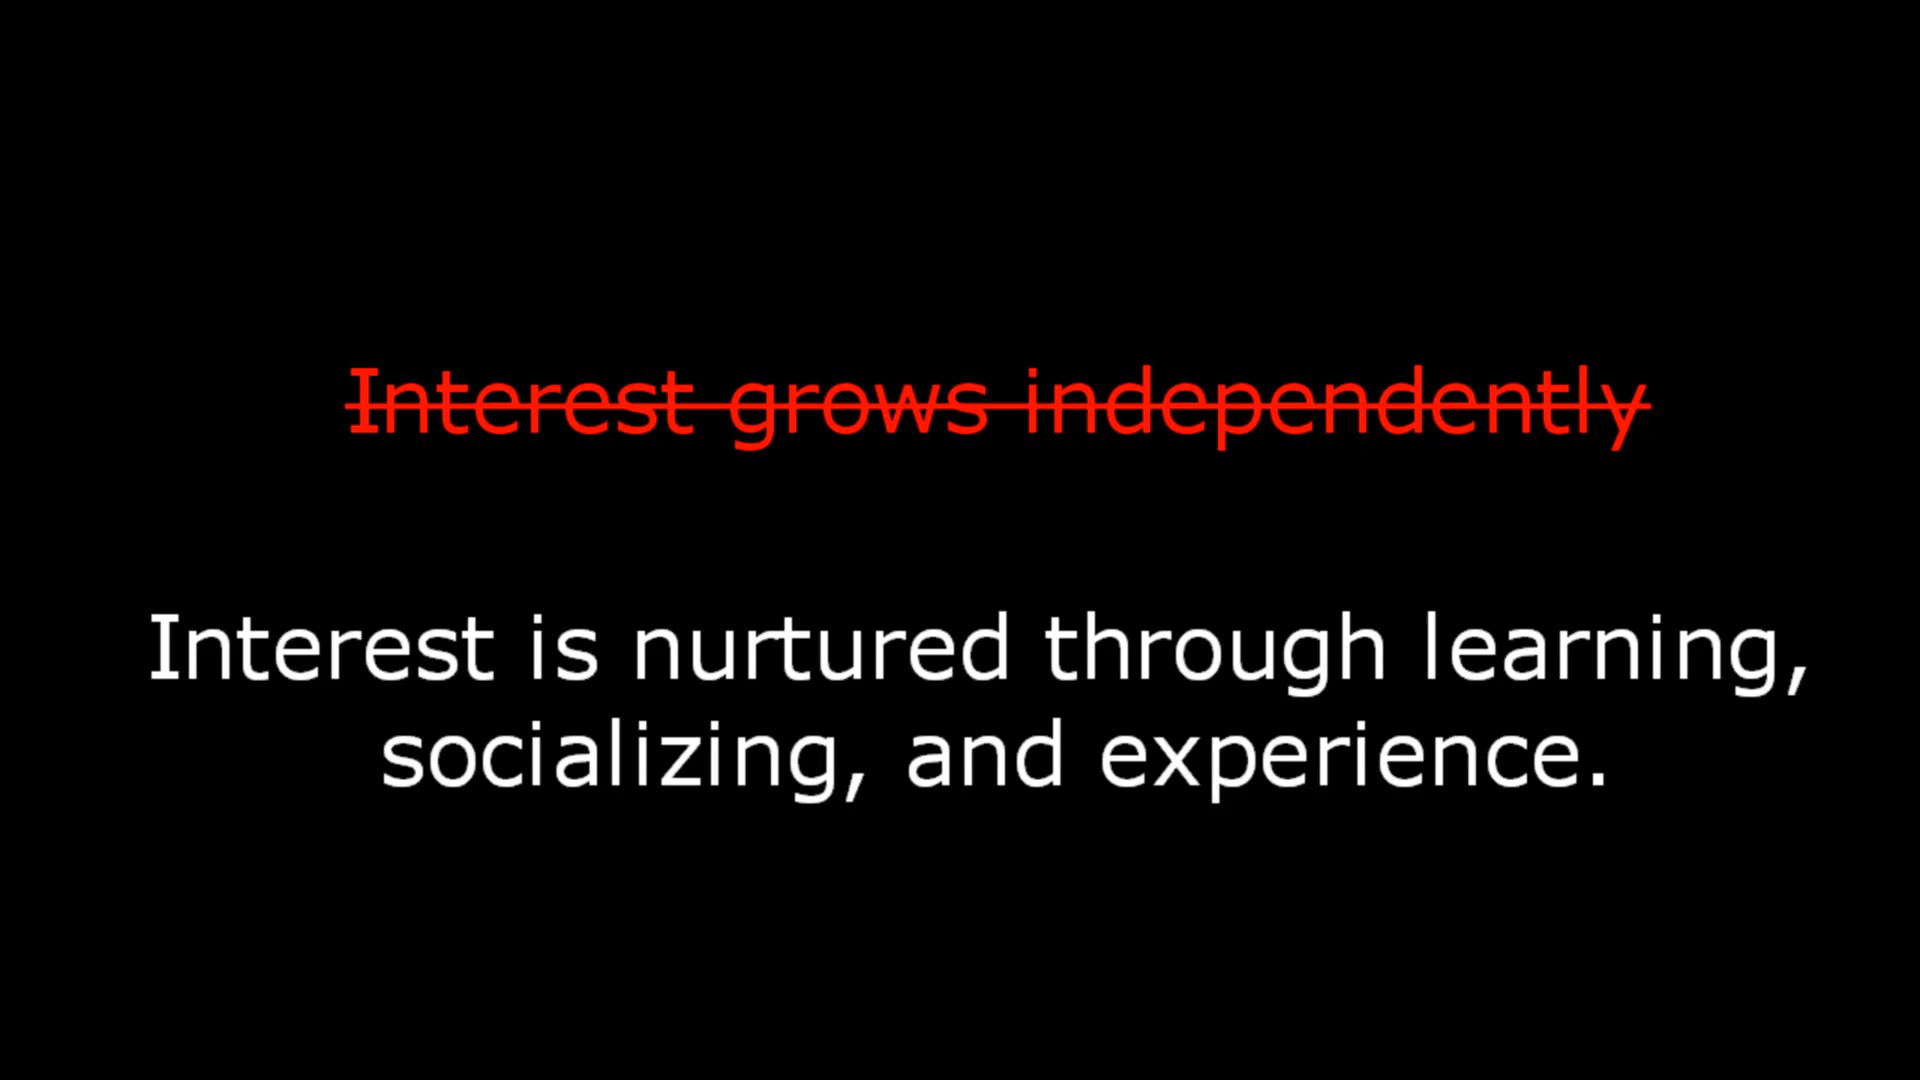 Interest grows independently
Interest is nurtured through learning,
socializing, and experience.